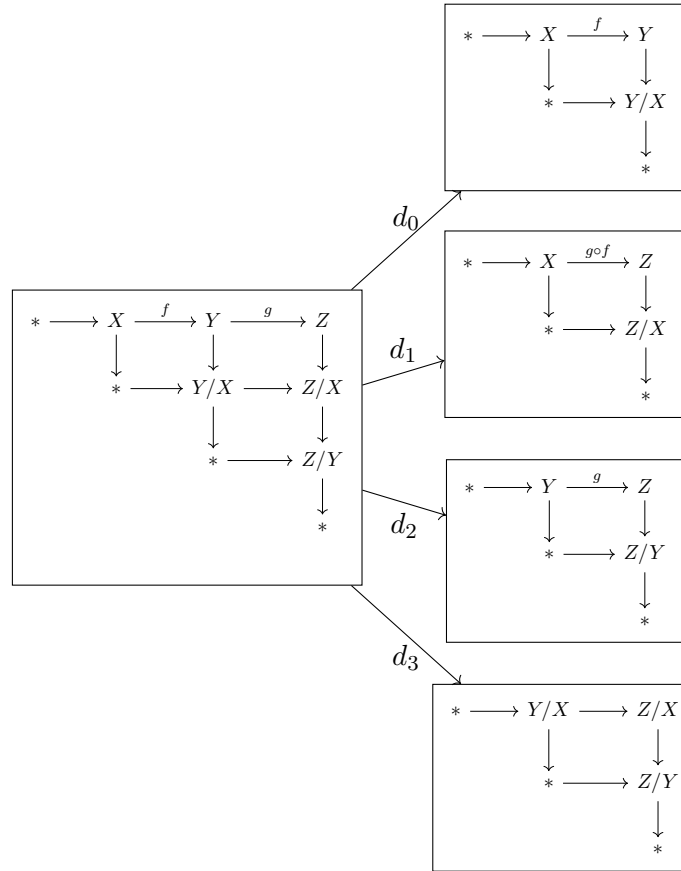 * X f Y
* Y/X
*
d₀
* X g∘f Z
* Z/X
*
d₁
* X f Y g Z
* Y/X Z/X
* Z/Y
*
d₂
* Y g Z
* Z/Y
*
d₃
* Y/X Z/X
* Z/Y
*